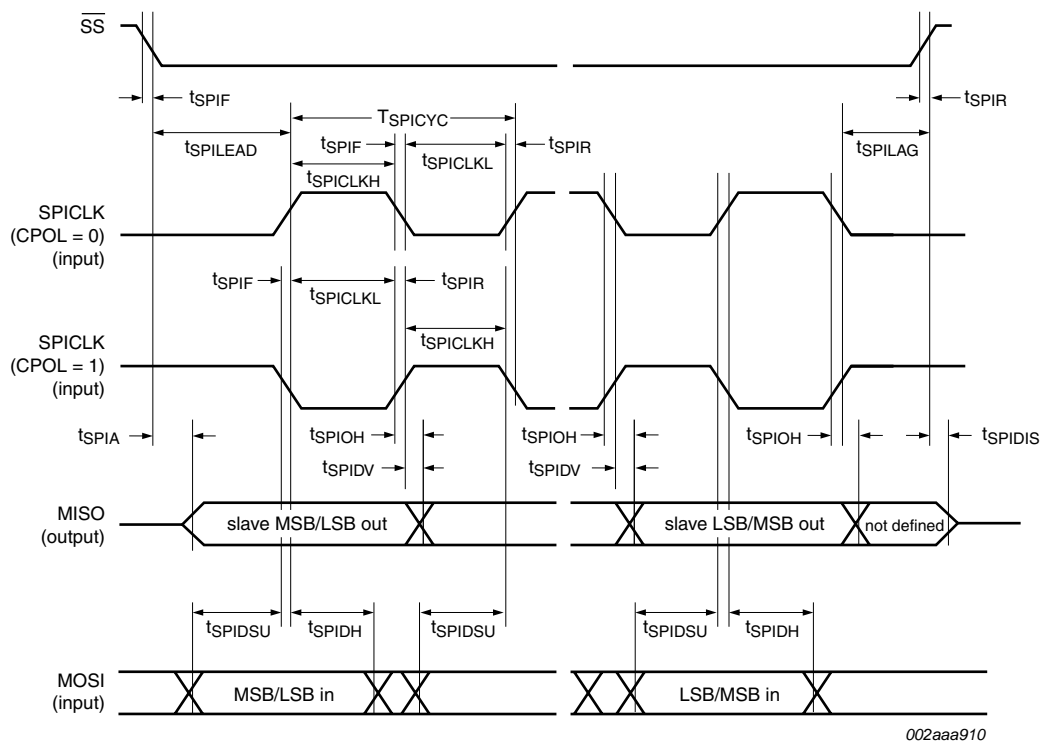 SS
tSPIF
tSPIR
TSPICYC
tSPILEAD
tSPIF
tSPICLKL
tSPIR
tSPILAG
tSPICLKH
SPICLK
(CPOL = 0)
(input)
tSPIF
tSPICLKL
tSPIR
tSPICLKH
SPICLK
(CPOL = 1)
(input)
tSPIA
tSPIOH
tSPIOH
tSPIOH
tSPIDIS
tSPIDV
tSPIDV
MISO
(output)
slave MSB/LSB out
slave LSB/MSB out
not defined
tSPIDSU
tSPIDH
tSPIDSU
tSPIDSU
tSPIDH
MOSI
(input)
MSB/LSB in
LSB/MSB in
002aaa910